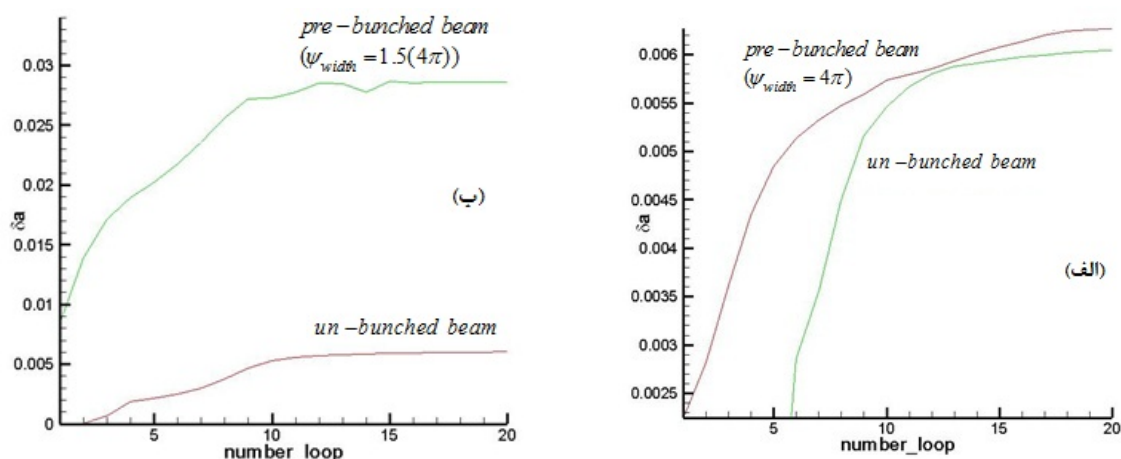 pre-bunched beam
(ψwidth = 1.5(4π))
0.03
0.025
0.02
0.015
0.01
0.005
0
δa
(ب)
un-bunched beam
5
10
15
20
number_loop
pre-bunched beam
(ψwidth = 4π)
0.006
0.0055
0.005
0.0045
0.004
0.0035
0.003
0.0025
δa
un-bunched beam
(الف)
5
10
15
20
number_loop